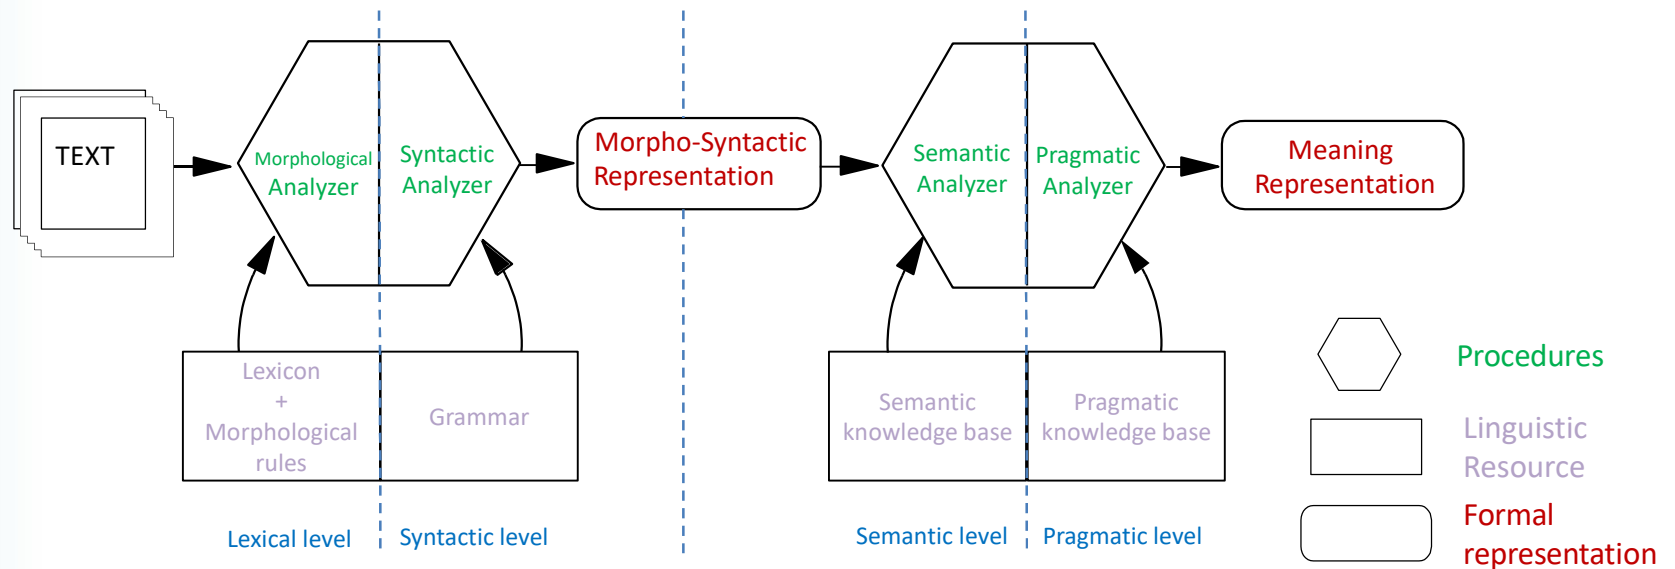 TEXT
Morphological
Analyzer
Syntactic
Analyzer
Morpho-Syntactic
Representation
Semantic
Analyzer
Pragmatic
Analyzer
Meaning
Representation
Lexicon
+
Morphological
rules
Grammar
Semantic
knowledge base
Pragmatic
knowledge base
Procedures
Linguistic
Resource
Formal
representation
Lexical level
Syntactic level
Semantic level
Pragmatic level